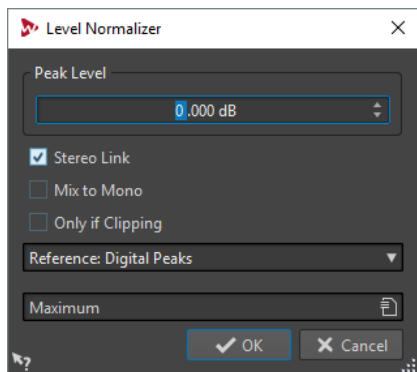 Level Normalizer
Peak Level
0.000 dB
Stereo Link
Mix to Mono
Only if Clipping
Reference: Digital Peaks
Maximum
OK
Cancel
?